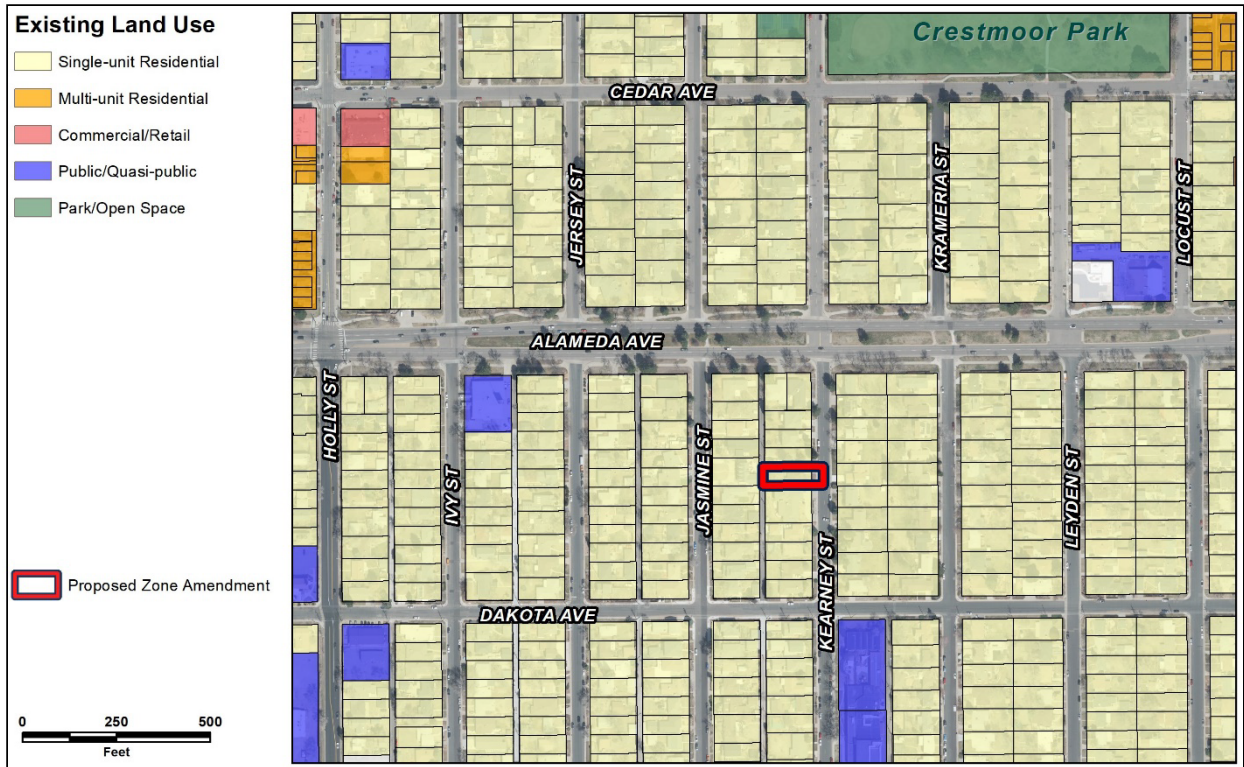 Existing Land Use
Single-unit Residential
Multi-unit Residential
Commercial/Retail
Public/Quasi-public
Park/Open Space
Proposed Zone Amendment
0 250 500
Feet
Crestmoor Park
CEDAR AVE
JERSEY ST
KRAMERIA ST
LOCUST ST
ALAMEDA AVE
HOLLY ST
IVY ST
JASMINE ST
KEARNEY ST
LEYDEN ST
DAKOTA AVE